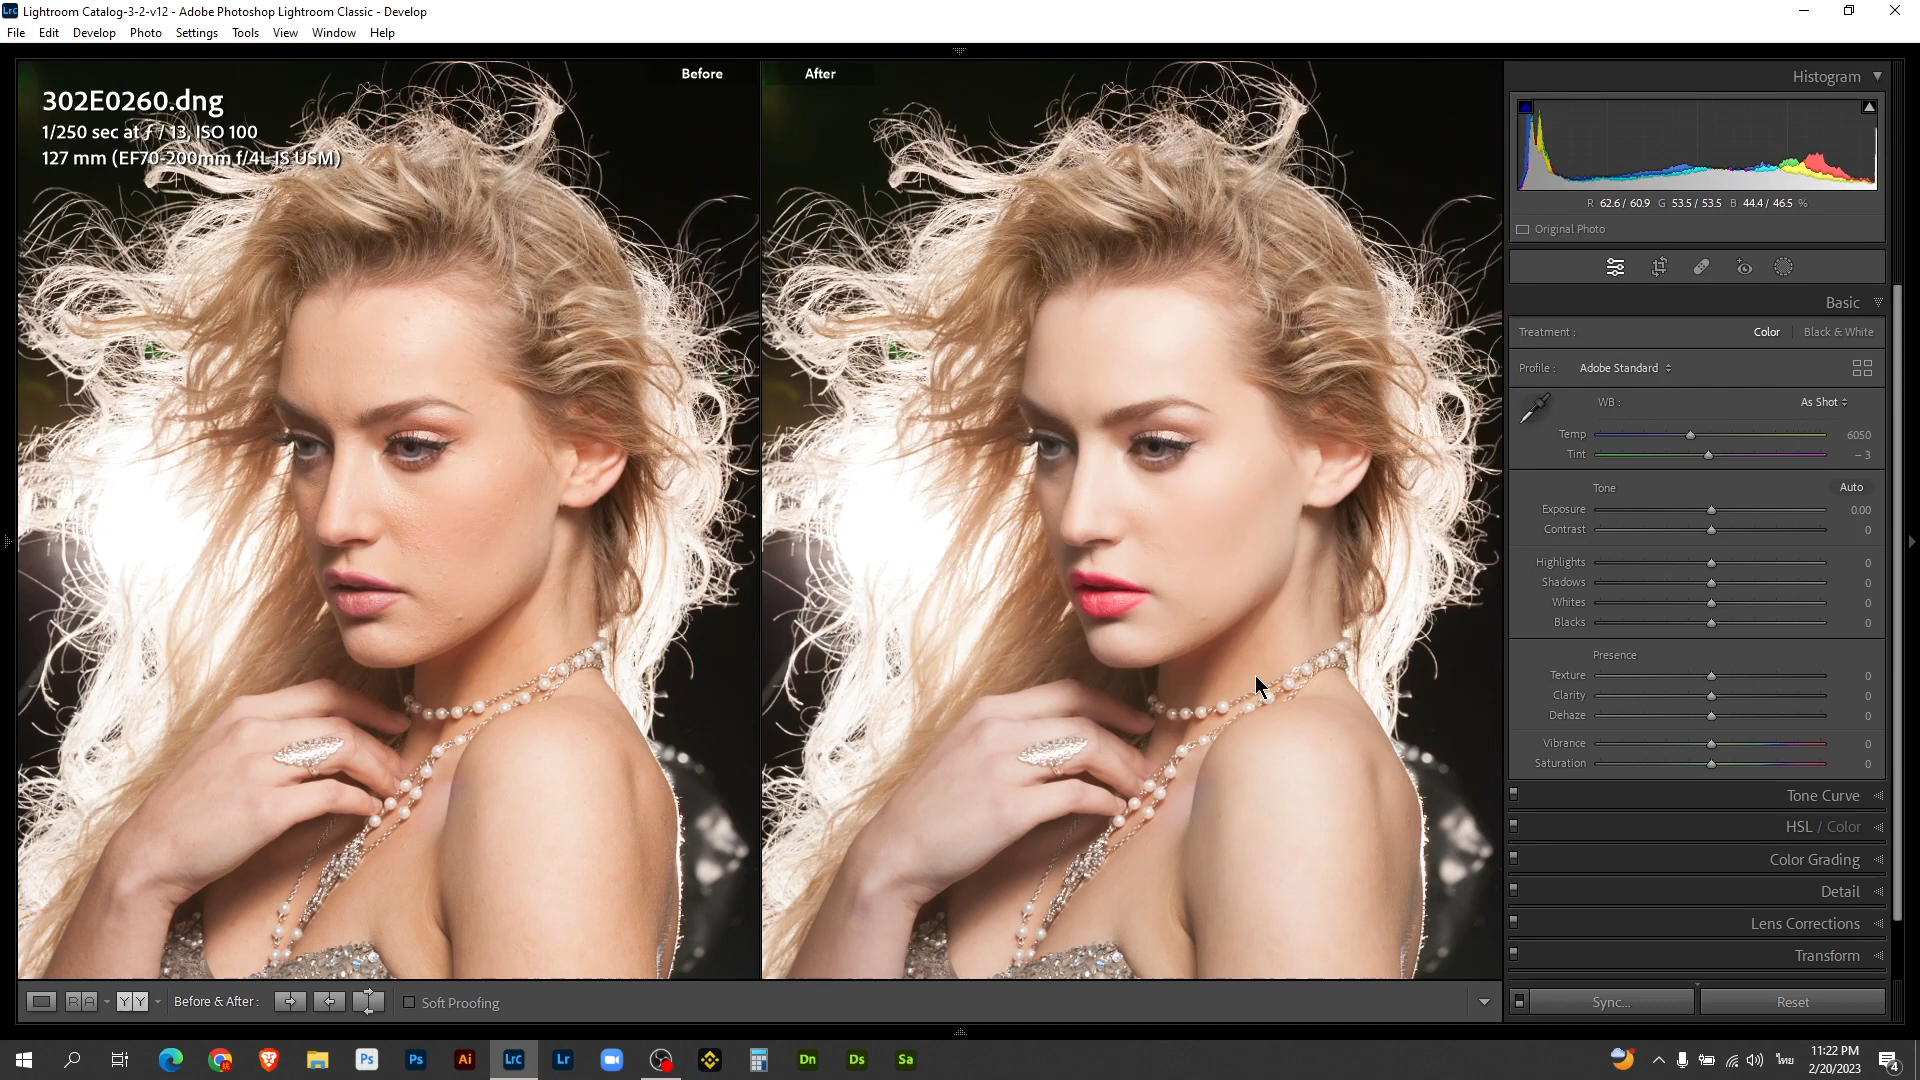 Lightroom Catalog-3-2-v12 - Adobe Photoshop Lightroom Classic - Develop
File Edit Develop Photo Settings Tools View Window Help
Before
After
302E0260.dng
1/250 sec at ƒ / 13, ISO 100
127 mm (EF70-200mm f/4L IS USM)
Histogram
R 62.6 / 60.9 G 53.5 / 53.5 B 44.4 / 46.5 %
Original Photo
Basic
Treatment : Color Black & White
Profile : Adobe Standard
WB : As Shot
Temp 6050
Tint – 3
Tone Auto
Exposure 0.00
Contrast 0
Highlights 0
Shadows 0
Whites 0
Blacks 0
Presence
Texture 0
Clarity 0
Dehaze 0
Vibrance 0
Saturation 0
Tone Curve
HSL / Color
Color Grading
Detail
Lens Corrections
Transform
R A Y Y Before & After : Soft Proofing
Sync... Reset
Ps Ps Ai LrC Lr Dn Ds Sa
ไทย
11:22 PM
2/20/2023
4